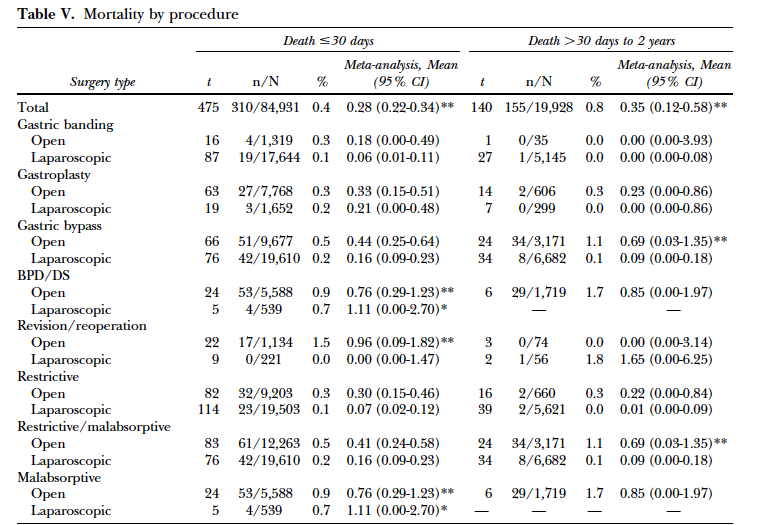 Table V. Mortality by procedure
Death ≤30 days Death >30 days to 2 years
Meta-analysis, Mean Meta-analysis, Mean
Surgery type t n/N % (95% CI) t n/N % (95% CI)
Total 475 310/84,931 0.4 0.28 (0.22-0.34)** 140 155/19,928 0.8 0.35 (0.12-0.58)**
Gastric banding
Open 16 4/1,319 0.3 0.18 (0.00-0.49) 1 0/35 0.0 0.00 (0.00-3.93)
Laparoscopic 87 19/17,644 0.1 0.06 (0.01-0.11) 27 1/5,145 0.0 0.00 (0.00-0.08)
Gastroplasty
Open 63 27/7,768 0.3 0.33 (0.15-0.51) 14 2/606 0.3 0.23 (0.00-0.86)
Laparoscopic 19 3/1,652 0.2 0.21 (0.00-0.48) 7 0/299 0.0 0.00 (0.00-0.86)
Gastric bypass
Open 66 51/9,677 0.5 0.44 (0.25-0.64) 24 34/3,171 1.1 0.69 (0.03-1.35)**
Laparoscopic 76 42/19,610 0.2 0.16 (0.09-0.23) 34 8/6,682 0.1 0.09 (0.00-0.18)
BPD/DS
Open 24 53/5,588 0.9 0.76 (0.29-1.23)** 6 29/1,719 1.7 0.85 (0.00-1.97)
Laparoscopic 5 4/539 0.7 1.11 (0.00-2.70)* — —
Revision/reoperation
Open 22 17/1,134 1.5 0.96 (0.09-1.82)** 3 0/74 0.0 0.00 (0.00-3.14)
Laparoscopic 9 0/221 0.0 0.00 (0.00-1.47) 2 1/56 1.8 1.65 (0.00-6.25)
Restrictive
Open 82 32/9,203 0.3 0.30 (0.15-0.46) 16 2/660 0.3 0.22 (0.00-0.84)
Laparoscopic 114 23/19,503 0.1 0.07 (0.02-0.12) 39 2/5,621 0.0 0.01 (0.00-0.09)
Restrictive/malabsorptive
Open 83 61/12,263 0.5 0.41 (0.24-0.58) 24 34/3,171 1.1 0.69 (0.03-1.35)**
Laparoscopic 76 42/19,610 0.2 0.16 (0.09-0.23) 34 8/6,682 0.1 0.09 (0.00-0.18)
Malabsorptive
Open 24 53/5,588 0.9 0.76 (0.29-1.23)** 6 29/1,719 1.7 0.85 (0.00-1.97)
Laparoscopic 5 4/539 0.7 1.11 (0.00-2.70)* — — — —